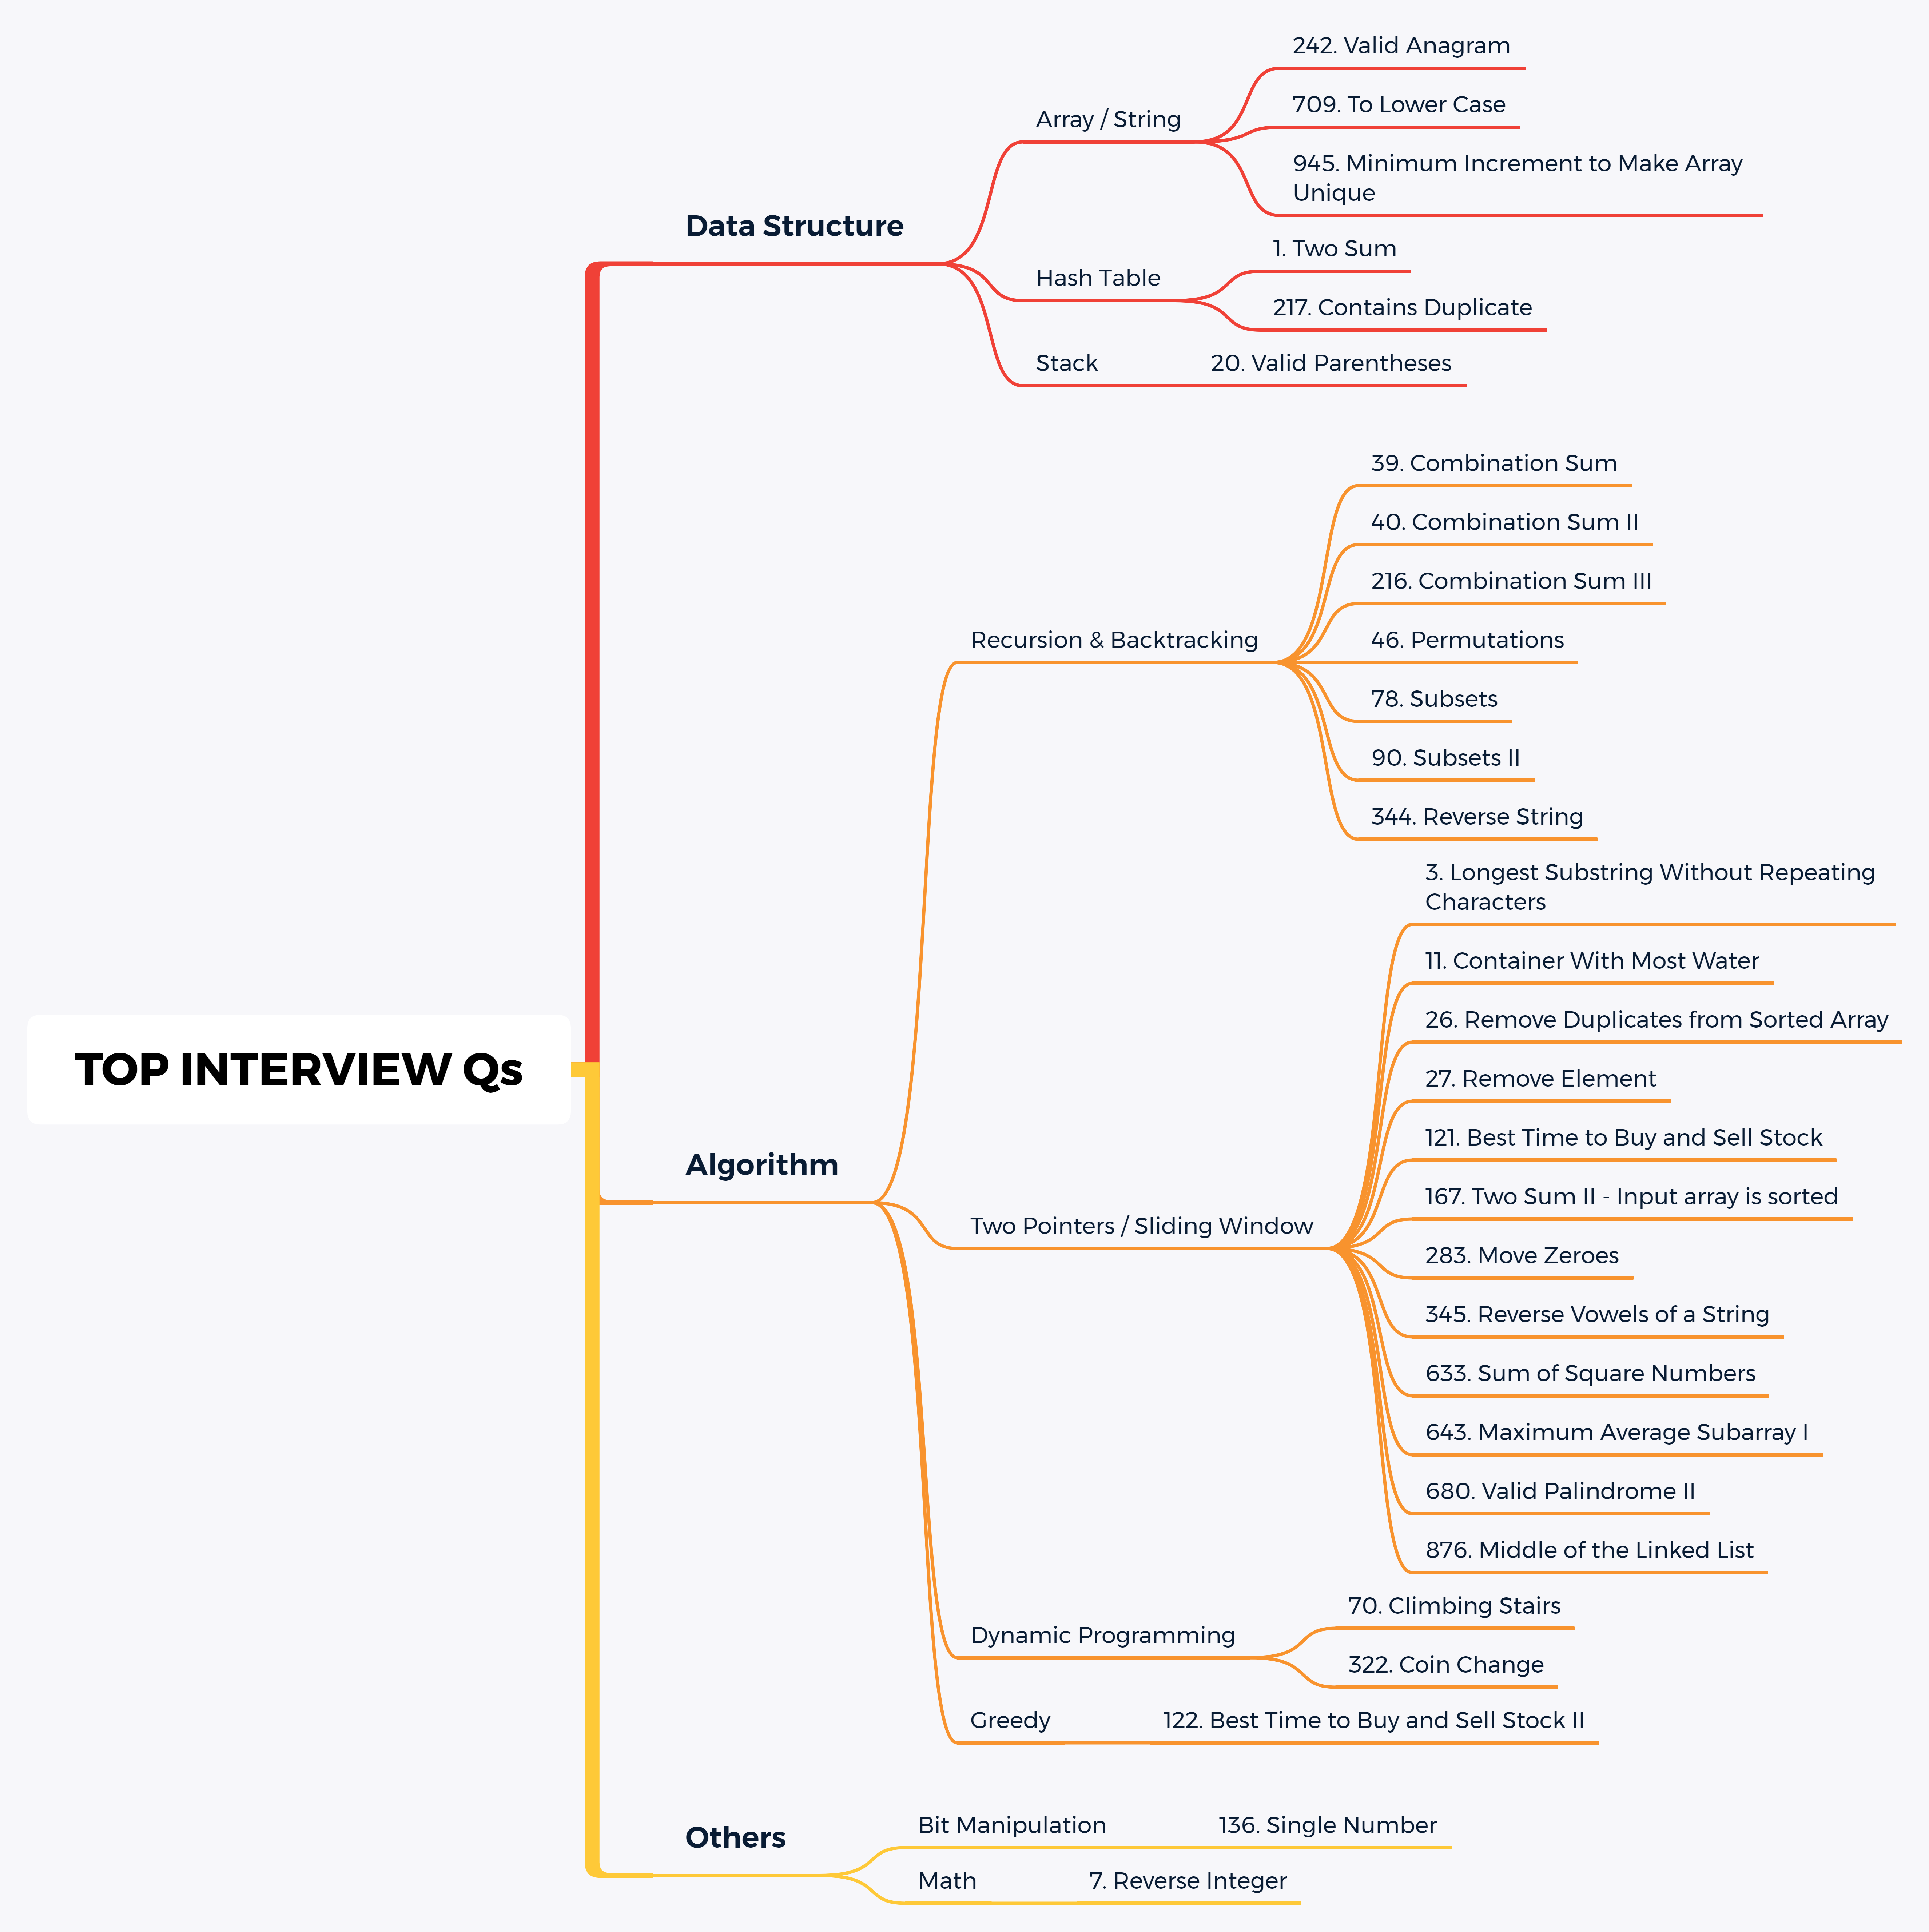 TOP INTERVIEW Qs
Data Structure
Array / String
242. Valid Anagram
709. To Lower Case
945. Minimum Increment to Make Array
Unique
Hash Table
1. Two Sum
217. Contains Duplicate
Stack
20. Valid Parentheses
Algorithm
Recursion & Backtracking
39. Combination Sum
40. Combination Sum II
216. Combination Sum III
46. Permutations
78. Subsets
90. Subsets II
344. Reverse String
Two Pointers / Sliding Window
3. Longest Substring Without Repeating
Characters
11. Container With Most Water
26. Remove Duplicates from Sorted Array
27. Remove Element
121. Best Time to Buy and Sell Stock
167. Two Sum II - Input array is sorted
283. Move Zeroes
345. Reverse Vowels of a String
633. Sum of Square Numbers
643. Maximum Average Subarray I
680. Valid Palindrome II
876. Middle of the Linked List
Dynamic Programming
70. Climbing Stairs
322. Coin Change
Greedy
122. Best Time to Buy and Sell Stock II
Others
Bit Manipulation
136. Single Number
Math
7. Reverse Integer